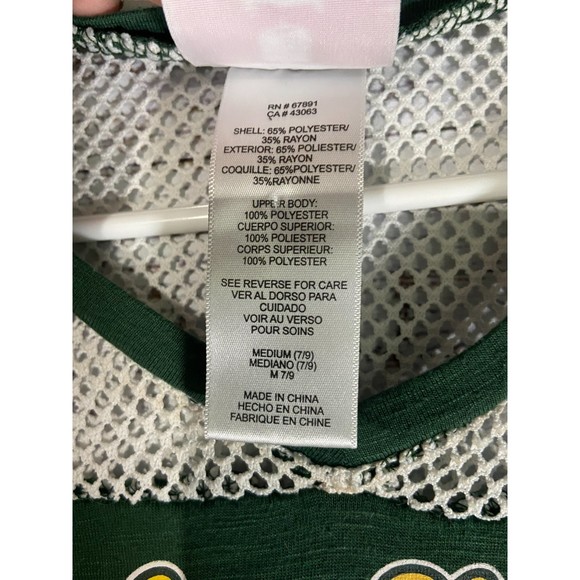 RN # 67891
ÇA # 43063
SHELL: 65% POLYESTER/
35% RAYON
EXTERIOR: 65% POLIESTER/
35% RAYON
COQUILLE: 65%POLYESTER/
35%RAYONNE
UPPER BODY:
100% POLYESTER
CUERPO SUPERIOR:
100% POLIESTER
CORPS SUPERIEUR:
100% POLYESTER
SEE REVERSE FOR CARE
VER AL DORSO PARA
CUIDADO
VOIR AU VERSO
POUR SOINS
MEDIUM (7/9)
MEDIANO (7/9)
M 7/9
MADE IN CHINA
HECHO EN CHINA
FABRIQUE EN CHINE